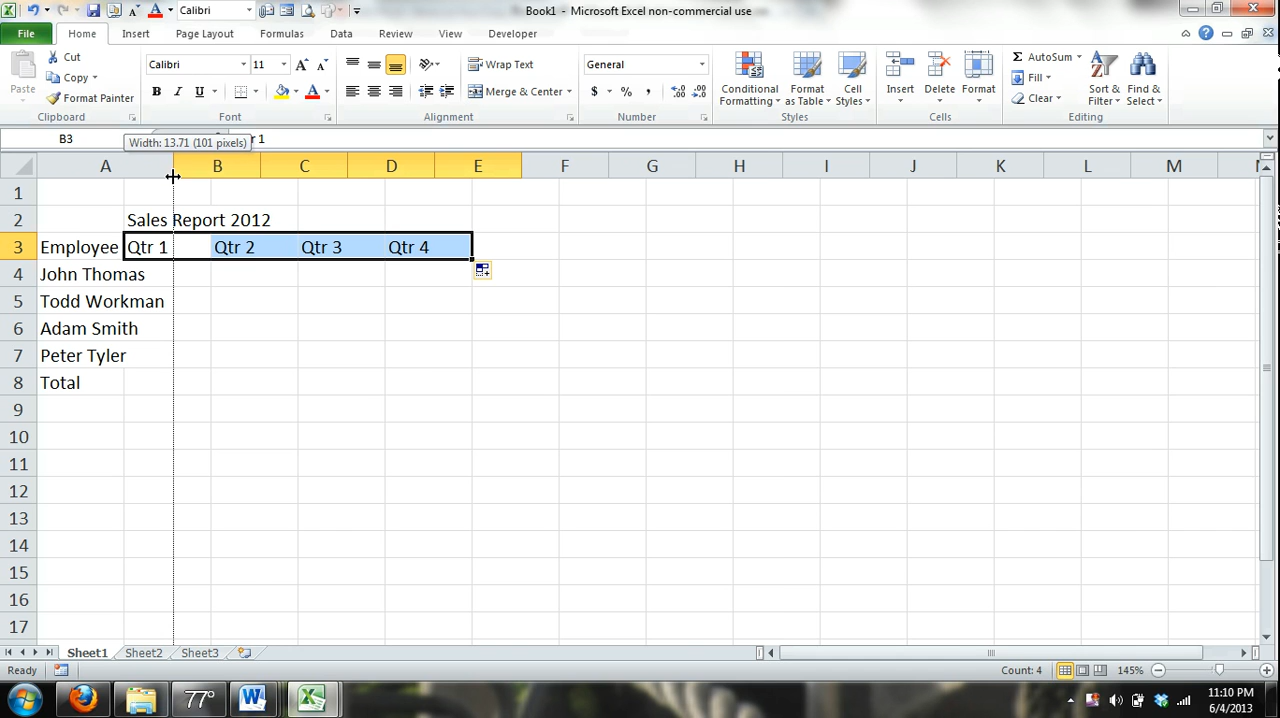 Calibri
Book1 - Microsoft Excel non-commercial use
File Home Insert Page Layout Formulas Data Review View Developer
Paste
Cut
Copy
Format Painter
Clipboard
Calibri 11
B I U
Font
Wrap Text
Merge & Center
Alignment
General
$ % ,
Number
Conditional Formatting
Format as Table
Cell Styles
Styles
Insert
Delete
Format
Cells
AutoSum
Fill
Clear
Sort & Filter
Find & Select
Editing
B3
Width: 13.71 (101 pixels)
r 1
A B C D E F G H I J K L M
1
2 Sales Report 2012
3 Employee Qtr 1 Qtr 2 Qtr 3 Qtr 4
4 John Thomas
5 Todd Workman
6 Adam Smith
7 Peter Tyler
8 Total
9
10
11
12
13
14
15
16
17
Sheet1 Sheet2 Sheet3
Ready Count: 4 145%
77°
11:10 PM
6/4/2013